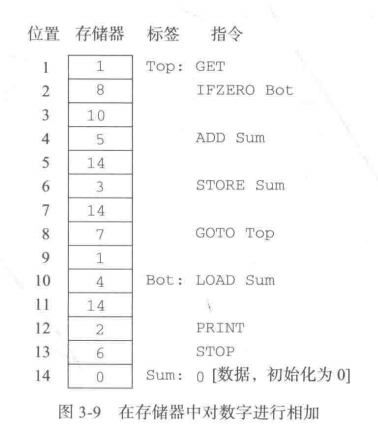 位置 存储器 标签 指令
1 1 Top: GET
2 8 IFZERO Bot
3 10
4 5 ADD Sum
5 14
6 3 STORE Sum
7 14
8 7 GOTO Top
9 1
10 4 Bot: LOAD Sum
11 14
12 2 PRINT
13 6 STOP
14 0 Sum: 0 [数据，初始化为 0]
图 3-9 在存储器中对数字进行相加